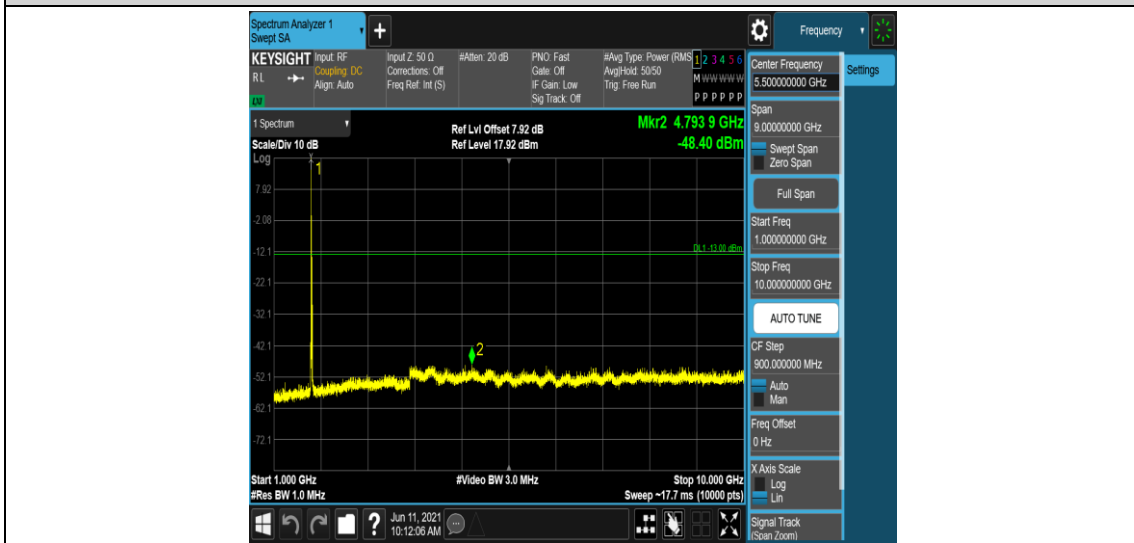 Spectrum Analyzer 1
Swept SA
+
Frequency
KEYSIGHT Input: RF Input Z: 50 Ω #Atten: 20 dB PNO: Fast #Avg Type: Power (RMS 1 2 3 4 5 6
RL Coupling: DC Corrections: Off Gate: Off Avg|Hold: 50/50 M W W W W W
Align: Auto Freq Ref: Int (S) IF Gain: Low Trig: Free Run
Sig Track: Off P P P P P P
LXI
1 Spectrum
Ref Lvl Offset 7.92 dB
Mkr2 4.793 9 GHz
Scale/Div 10 dB
Ref Level 17.92 dBm
-48.40 dBm
Log
1
7.92
-2.08
-12.1
DL1 -13.00 dBm
-22.1
-32.1
-42.1
2
-52.1
-62.1
-72.1
Start 1.000 GHz #Video BW 3.0 MHz Stop 10.000 GHz
#Res BW 1.0 MHz Sweep ~17.7 ms (10000 pts)
? Jun 11, 2021
10:12:06 AM
Center Frequency
5.500000000 GHz
Settings
Span
9.00000000 GHz
Swept Span
Zero Span
Full Span
Start Freq
1.000000000 GHz
Stop Freq
10.000000000 GHz
AUTO TUNE
CF Step
900.000000 MHz
Auto
Man
Freq Offset
0 Hz
X Axis Scale
Log
Lin
Signal Track
(Span Zoom)